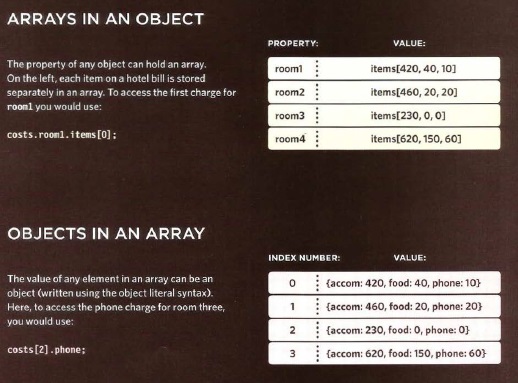 ARRAYS IN AN OBJECT
The property of any object can hold an array.
On the left, each item on a hotel bill is stored
separately in an array. To access the first charge for
room1 you would use:
costs.room1.items[0];
PROPERTY: VALUE:
room1 items[420, 40, 10]
room2 items[460, 20, 20]
room3 items[230, 0, 0]
room4 items[620, 150, 60]
OBJECTS IN AN ARRAY
The value of any element in an array can be an
object (written using the object literal syntax).
Here, to access the phone charge for room three,
you would use:
costs[2].phone;
INDEX NUMBER: VALUE:
0 {accom: 420, food: 40, phone: 10}
1 {accom: 460, food: 20, phone: 20}
2 {accom: 230, food: 0, phone: 0}
3 {accom: 620, food: 150, phone: 60}